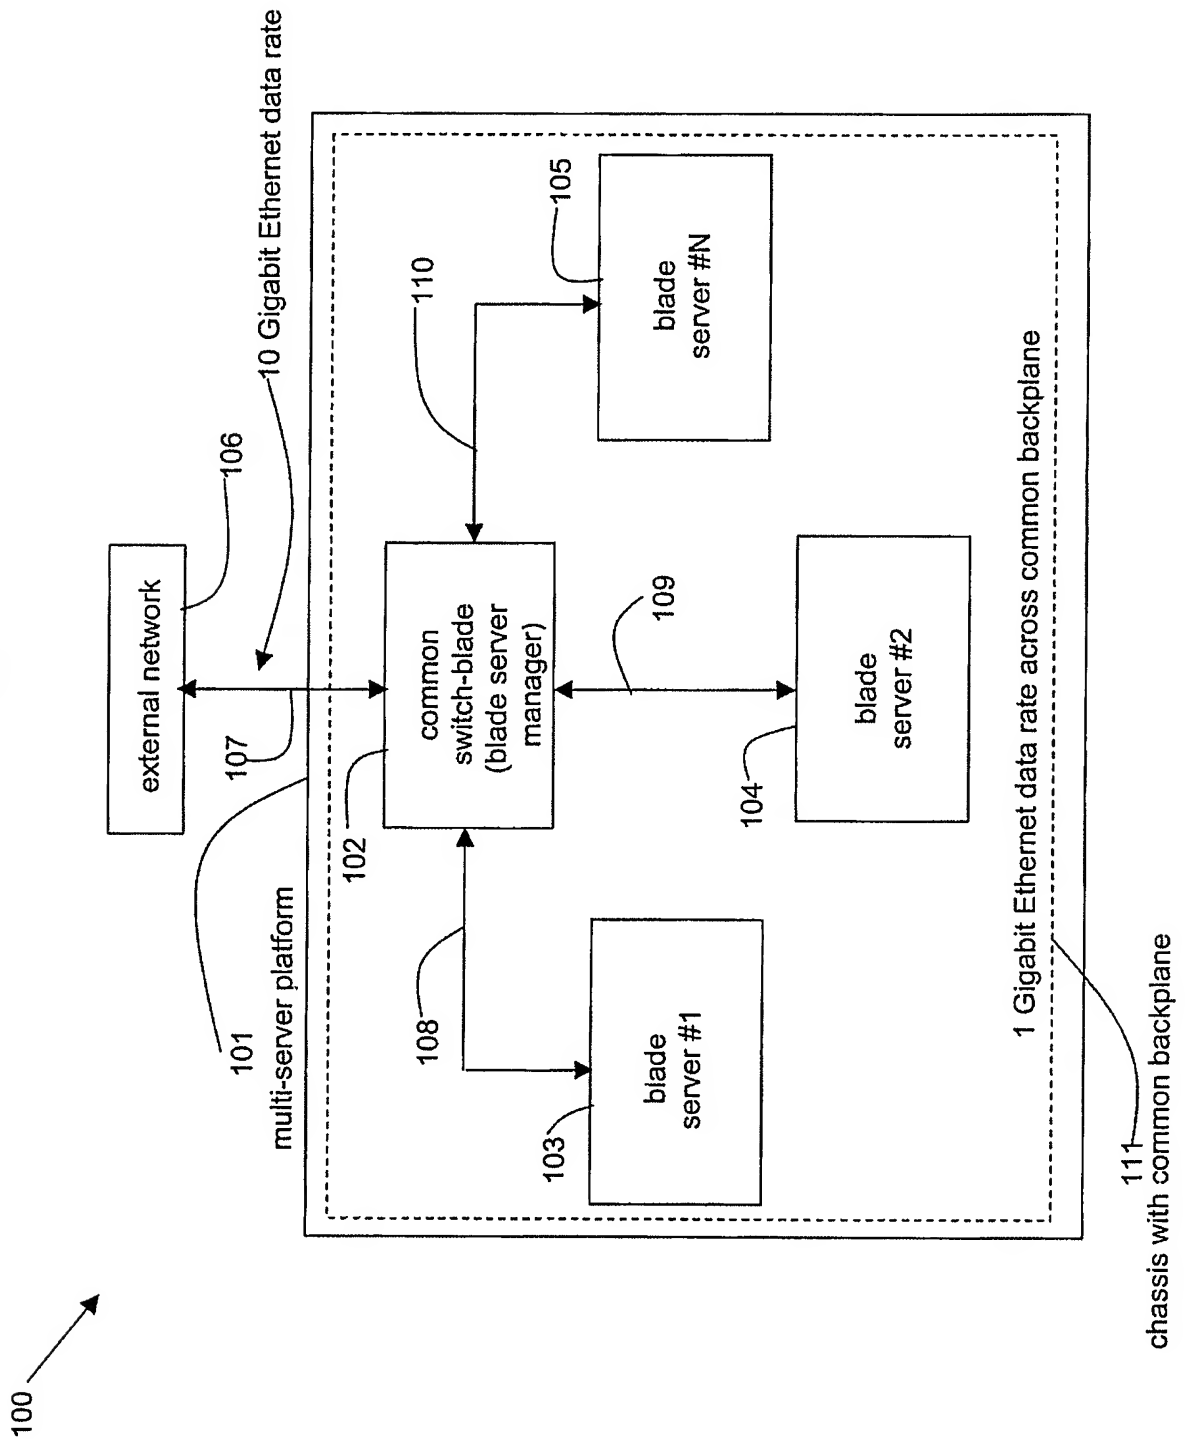 100
external network
106
10 Gigabit Ethernet data rate
107
101
multi-server platform
102
common
switch-blade
(blade server
manager)
108
109
110
103
blade
server #1
104
blade
server #2
105
blade
server #N
1 Gigabit Ethernet data rate across common backplane
111
chassis with common backplane